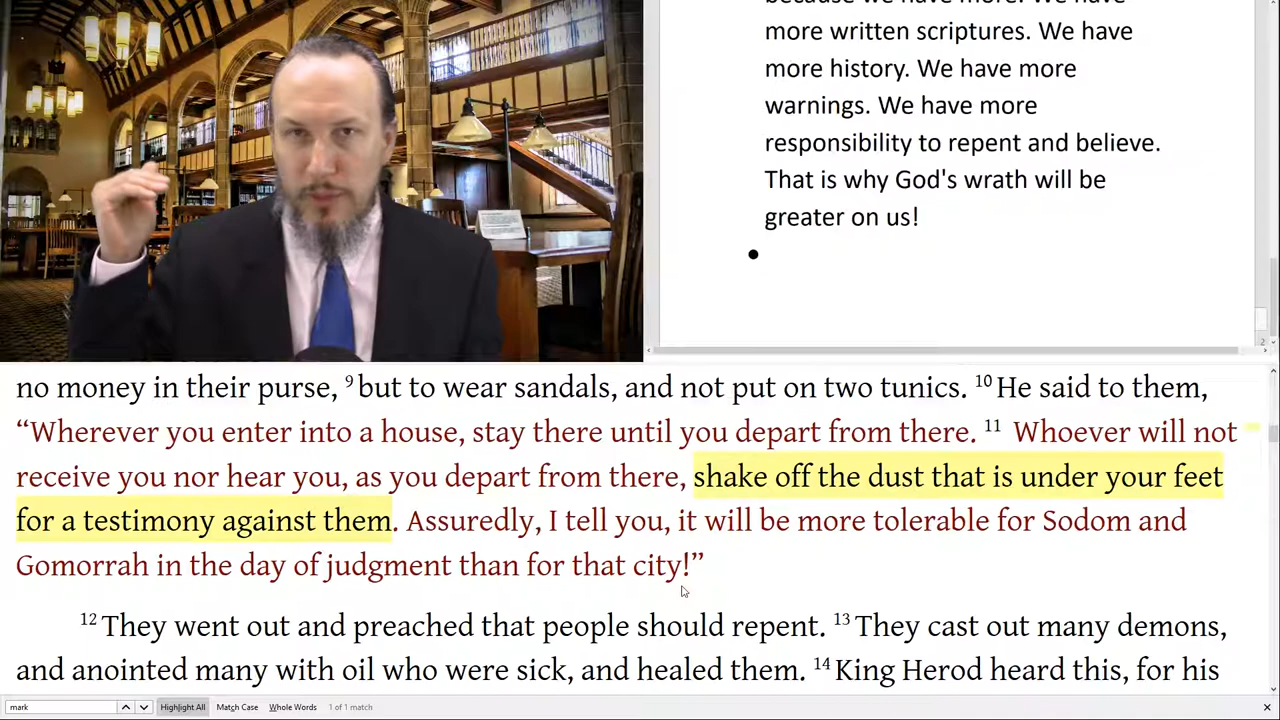 because we have more. We have
more written scriptures. We have
more history. We have more
warnings. We have more
responsibility to repent and believe.
That is why God's wrath will be
greater on us!
•
no money in their purse, 9 but to wear sandals, and not put on two tunics. 10 He said to them,
“Wherever you enter into a house, stay there until you depart from there. 11 Whoever will not
receive you nor hear you, as you depart from there, shake off the dust that is under your feet
for a testimony against them. Assuredly, I tell you, it will be more tolerable for Sodom and
Gomorrah in the day of judgment than for that city!”
12 They went out and preached that people should repent. 13 They cast out many demons,
and anointed many with oil who were sick, and healed them. 14 King Herod heard this, for his
mark Highlight All Match Case Whole Words 1 of 1 match